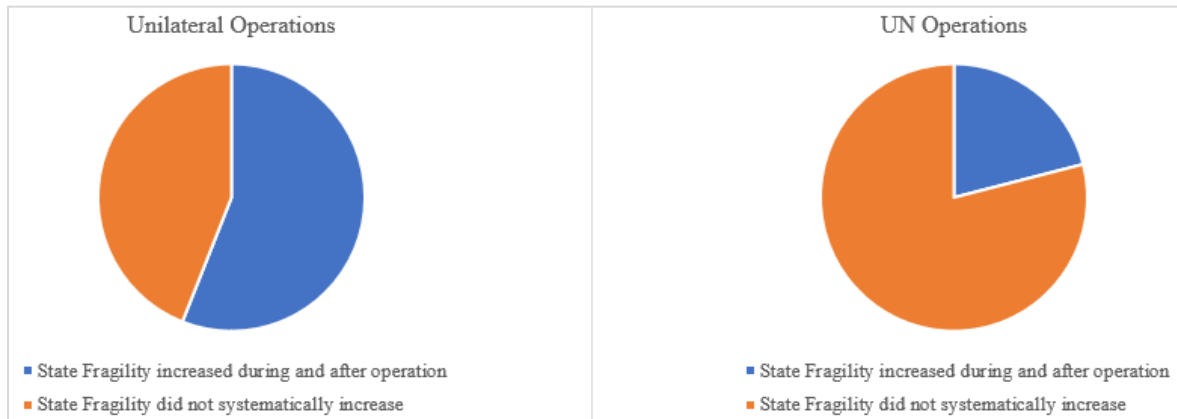 Unilateral Operations
State Fragility increased during and after operation
State Fragility did not systematically increase
UN Operations
State Fragility increased during and after operation
State Fragility did not systematically increase